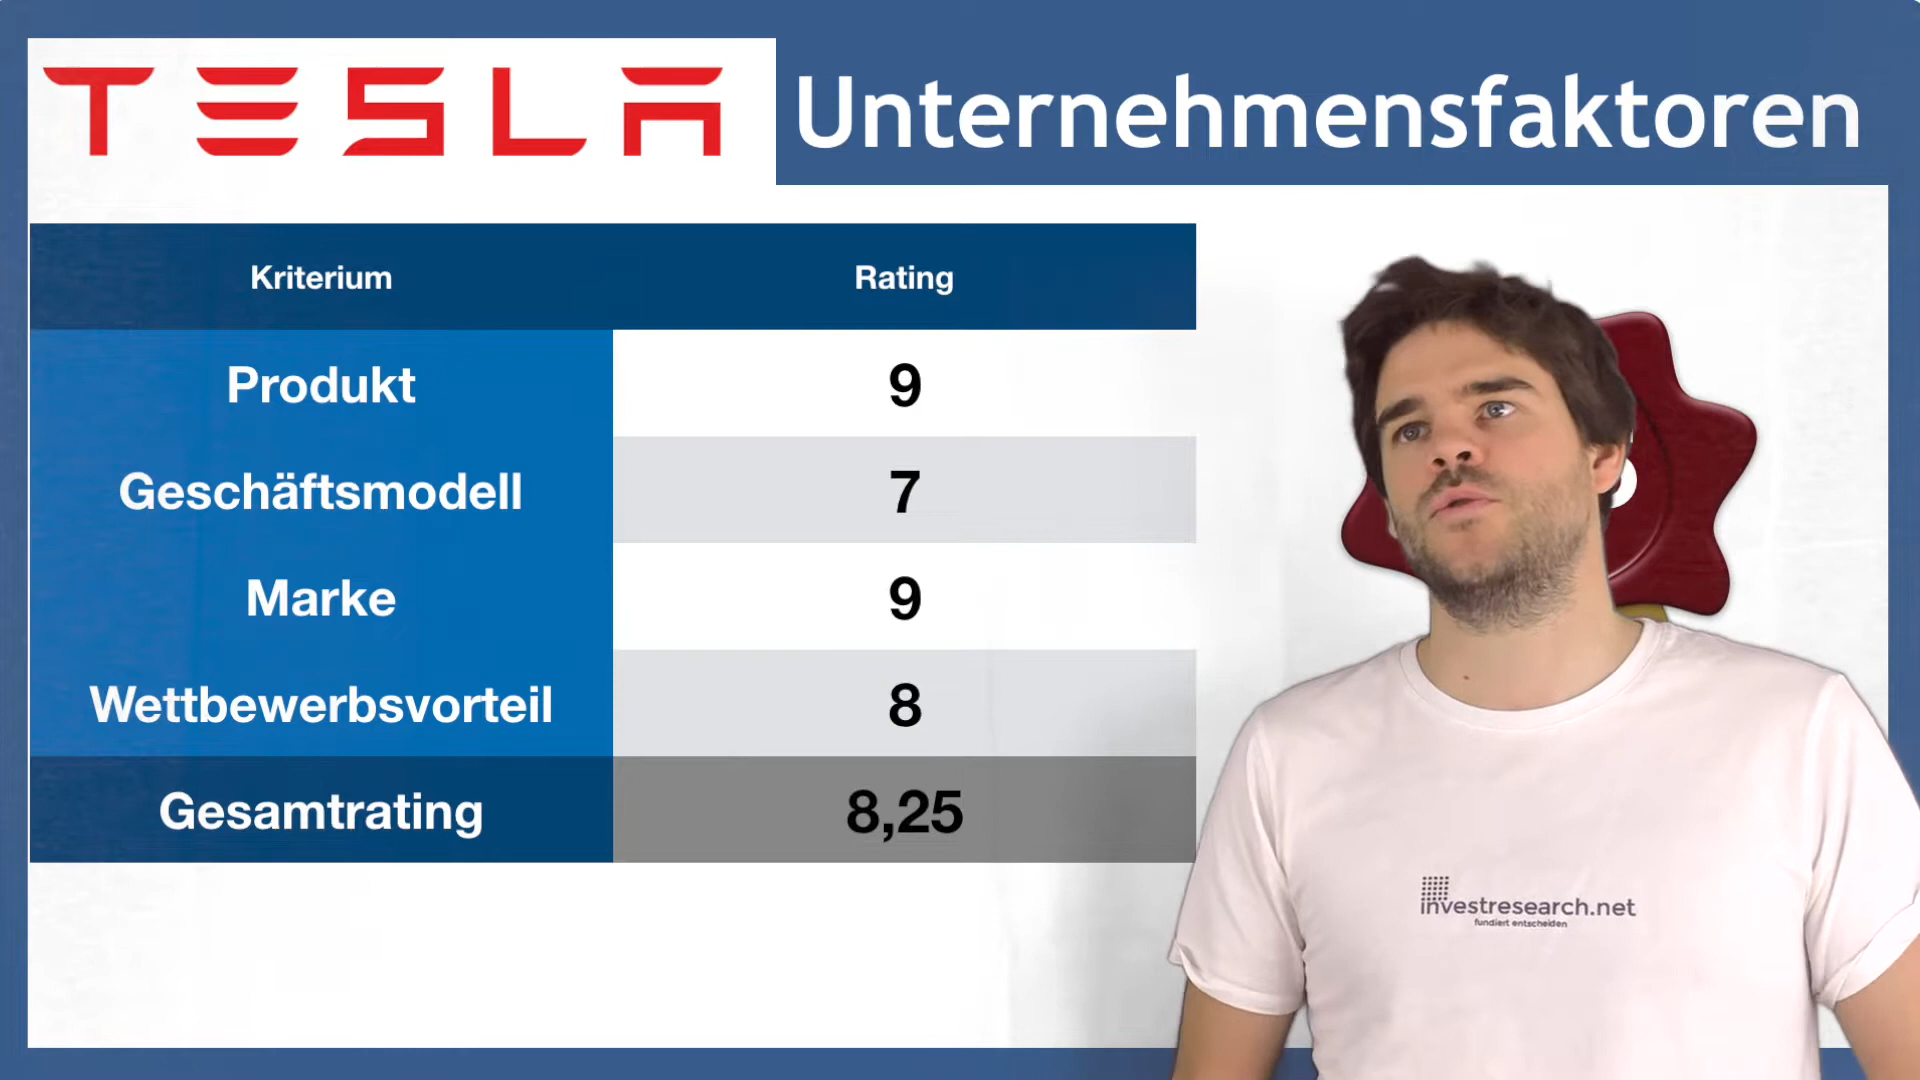 TESLA Unternehmensfaktoren
Kriterium Rating
Produkt 9
Geschäftsmodell 7
Marke 9
Wettbewerbsvorteil 8
Gesamtrating 8,25
investresearch.net
fundiert entscheiden